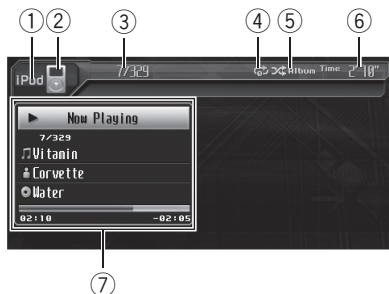 ① ② ③ ④ ⑤ ⑥
iPod 7/329 Album Time 2'10"
Now Playing
7/329
Vitamin
Corvette
Water
02:10 -02:05
⑦